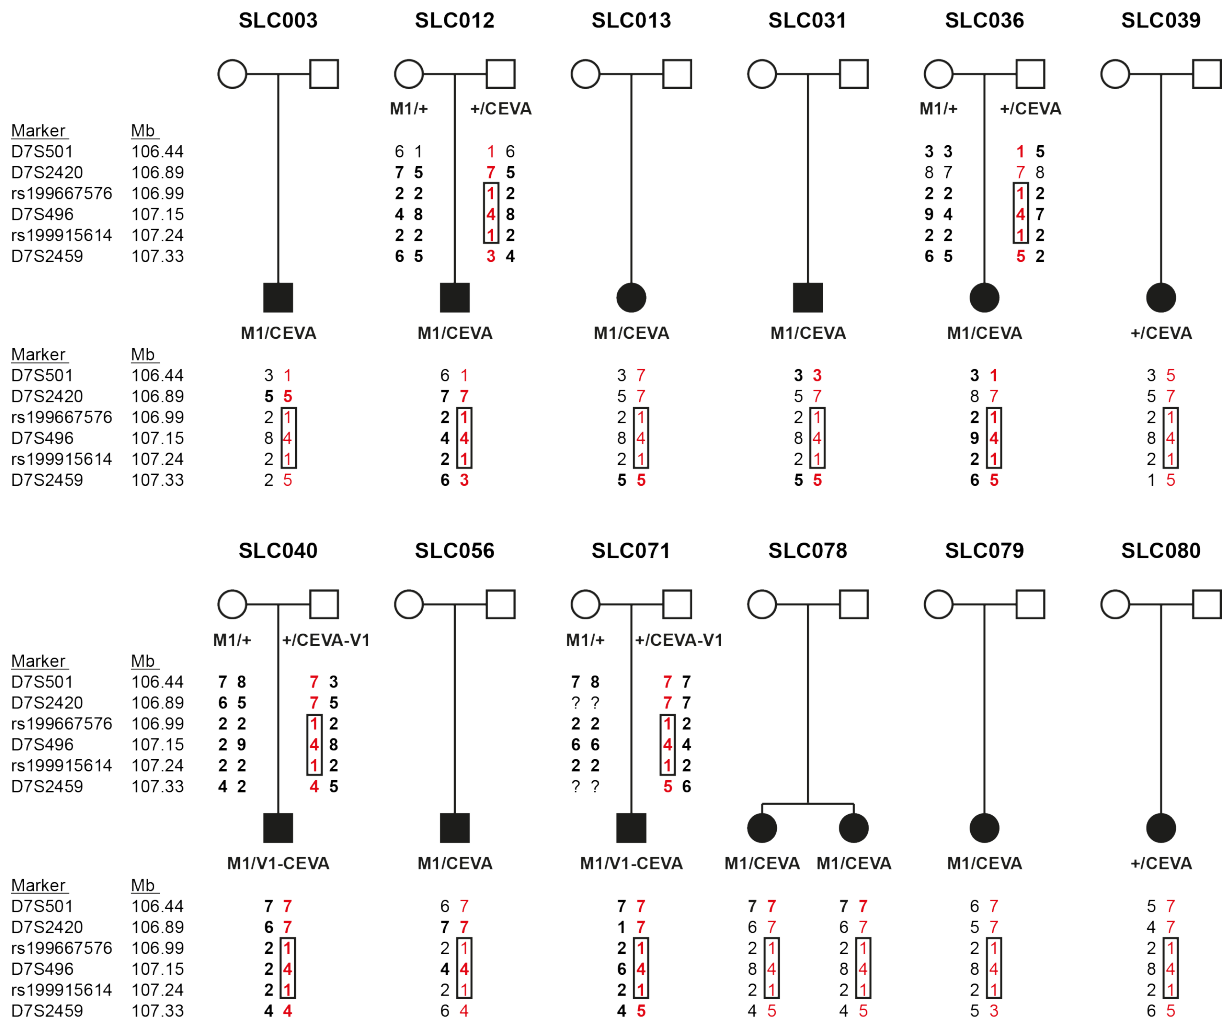 SLC003 SLC012 SLC013 SLC031 SLC036 SLC039
M1/+ +/CEVA M1/+ +/CEVA
Marker Mb
D7S501 106.44 6 1 1 6 3 3 1 5
D7S2420 106.89 7 5 7 5 8 7 7 8
rs199667576 106.99 2 2 1 2 2 2 1 2
D7S496 107.15 4 8 4 8 9 4 4 7
rs199915614 107.24 2 2 1 2 2 2 1 2
D7S2459 107.33 6 5 3 4 6 5 5 2
M1/CEVA M1/CEVA M1/CEVA M1/CEVA M1/CEVA +/CEVA
Marker Mb
D7S501 106.44 3 1 6 1 3 7 3 3 3 1 3 5
D7S2420 106.89 5 5 7 7 5 7 5 7 8 7 5 7
rs199667576 106.99 2 1 2 1 2 1 2 1 2 1 2 1
D7S496 107.15 8 4 4 4 8 4 8 4 9 4 8 4
rs199915614 107.24 2 1 2 1 2 1 2 1 2 1 2 1
D7S2459 107.33 2 5 6 3 5 5 5 5 6 5 1 5
SLC040 SLC056 SLC071 SLC078 SLC079 SLC080
M1/+ +/CEVA-V1 M1/+ +/CEVA-V1
Marker Mb
D7S501 106.44 7 8 7 3 7 8 7 7
D7S2420 106.89 6 5 7 5 ? ? 7 7
rs199667576 106.99 2 2 1 2 2 2 1 2
D7S496 107.15 2 9 4 8 6 6 4 4
rs199915614 107.24 2 2 1 2 2 2 1 2
D7S2459 107.33 4 2 4 5 ? ? 5 6
M1/V1-CEVA M1/CEVA M1/V1-CEVA M1/CEVA M1/CEVA M1/CEVA +/CEVA
Marker Mb
D7S501 106.44 7 7 6 7 7 7 7 7 7 7 6 7 5 7
D7S2420 106.89 6 7 7 7 1 7 6 7 6 7 5 7 4 7
rs199667576 106.99 2 1 2 1 2 1 2 1 2 1 2 1 2 1
D7S496 107.15 2 4 4 4 6 4 8 4 8 4 8 4 8 4
rs199915614 107.24 2 1 2 1 2 1 2 1 2 1 2 1 2 1
D7S2459 107.33 4 4 6 4 4 5 4 5 4 5 5 3 6 5